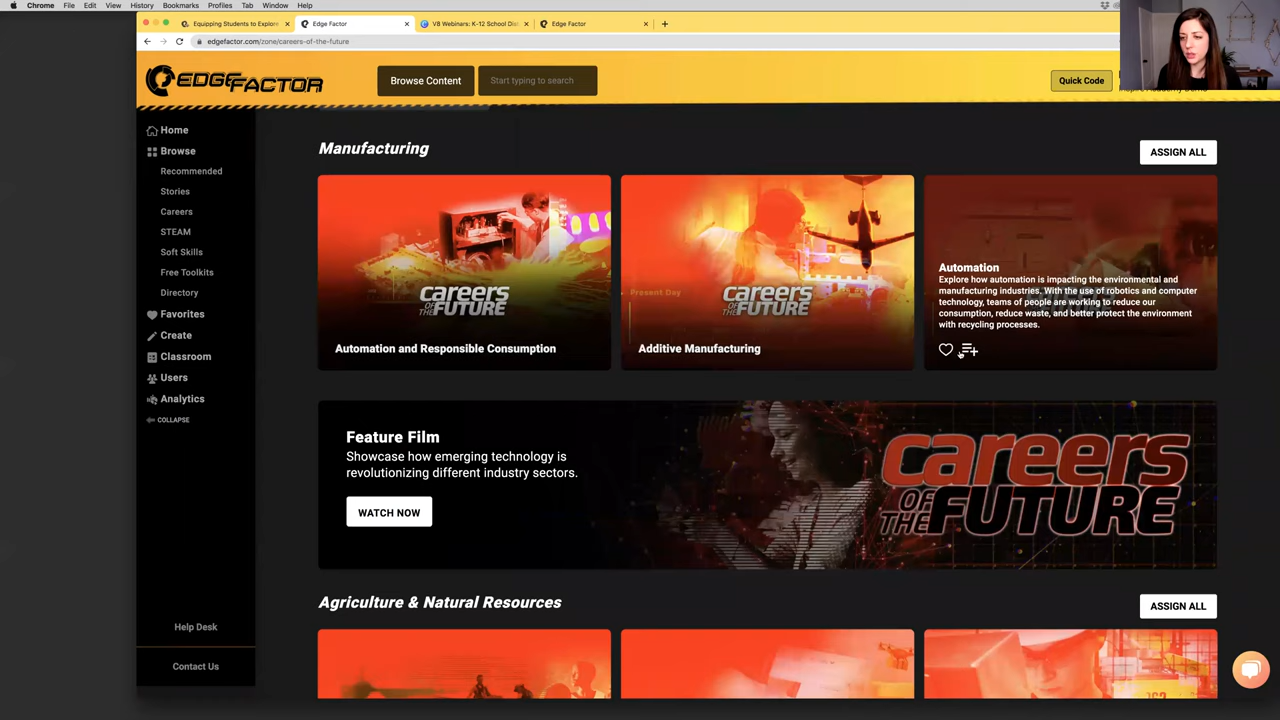 Chrome File Edit View History Bookmarks Profiles Tab Window Help
Equipping Students to Explore
Edge Factor
V8 Webinars: K-12 School Dis
Edge Factor
edgefactor.com/zone/careers-of-the-future
EDGE FACTOR
Browse Content
Start typing to search
Quick Code
Home
Browse
Recommended
Stories
Careers
STEAM
Soft Skills
Free Toolkits
Directory
Favorites
Create
Classroom
Users
Analytics
COLLAPSE
Help Desk
Contact Us
Manufacturing
ASSIGN ALL
careers
OF THE FUTURE
Automation and Responsible Consumption
Present Day
careers
OF THE FUTURE
Additive Manufacturing
Automation
Explore how automation is impacting the environmental and
manufacturing industries. With the use of robotics and computer
technology, teams of people are working to reduce our
consumption, reduce waste, and better protect the environment
with recycling processes.
Feature Film
Showcase how emerging technology is
revolutionizing different industry sectors.
WATCH NOW
careers
OF THE FUTURE
Agriculture & Natural Resources
ASSIGN ALL